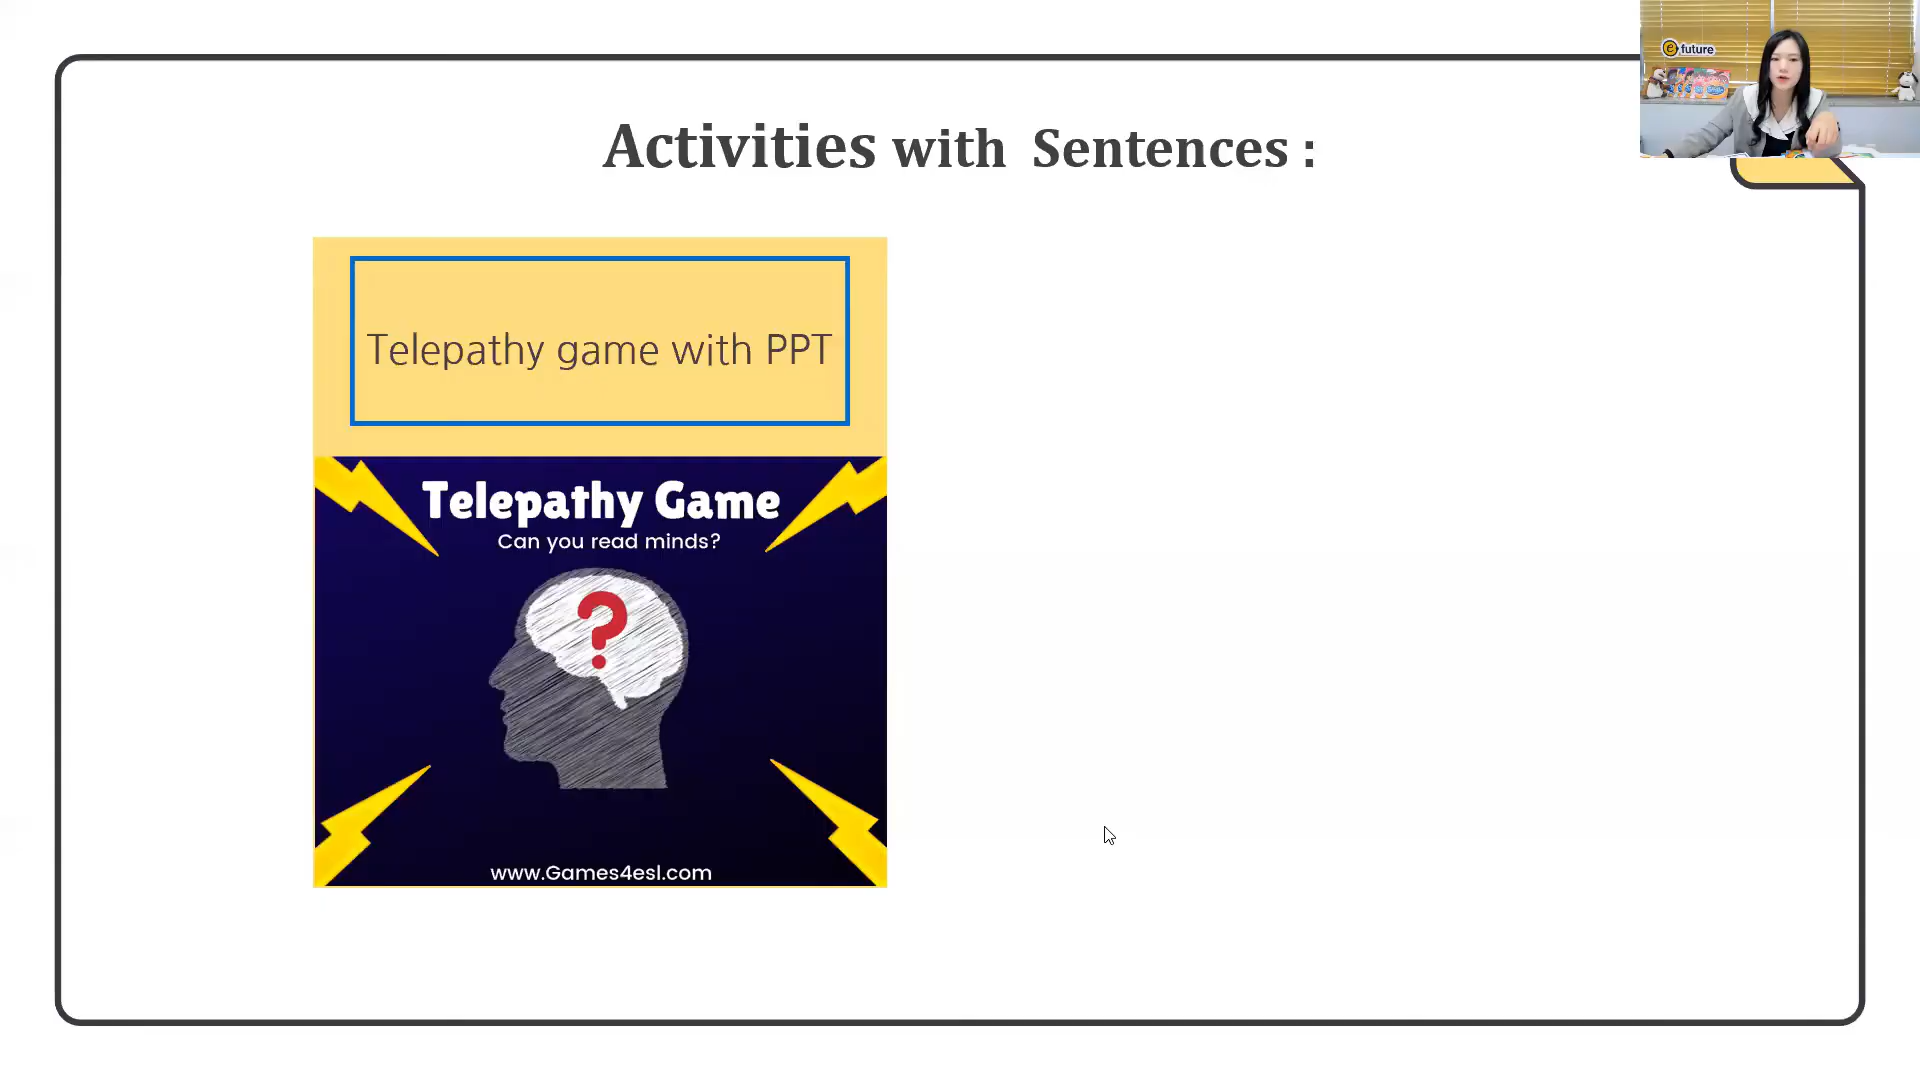 e future
Activities with Sentences :
Telepathy game with PPT
Telepathy Game
Can you read minds?
?
www.Games4esl.com